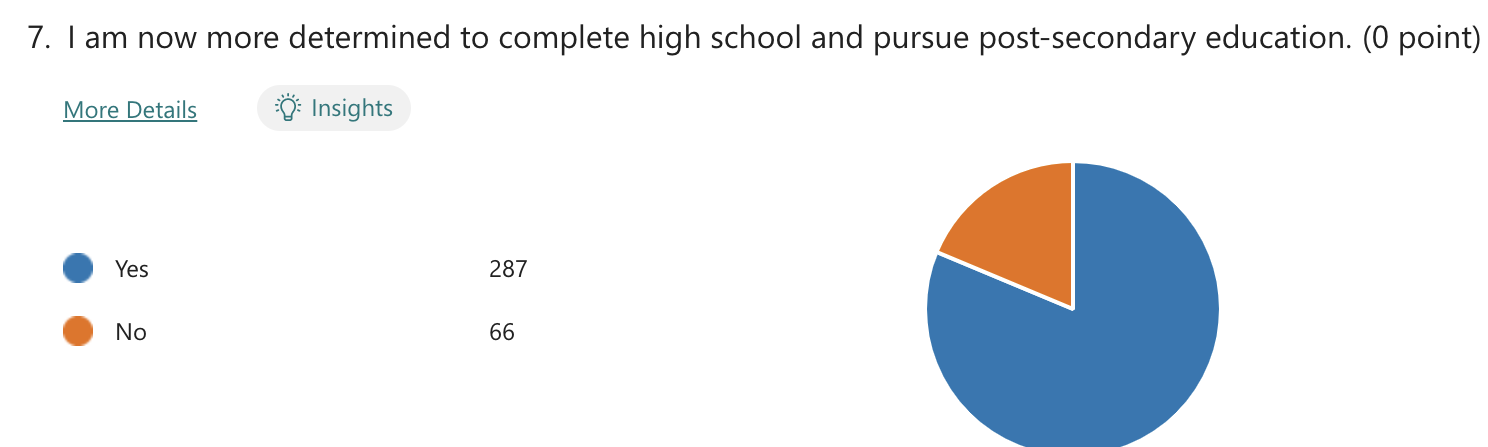 7. I am now more determined to complete high school and pursue post-secondary education. (0 point)
More Details
Insights
Yes 287
No 66